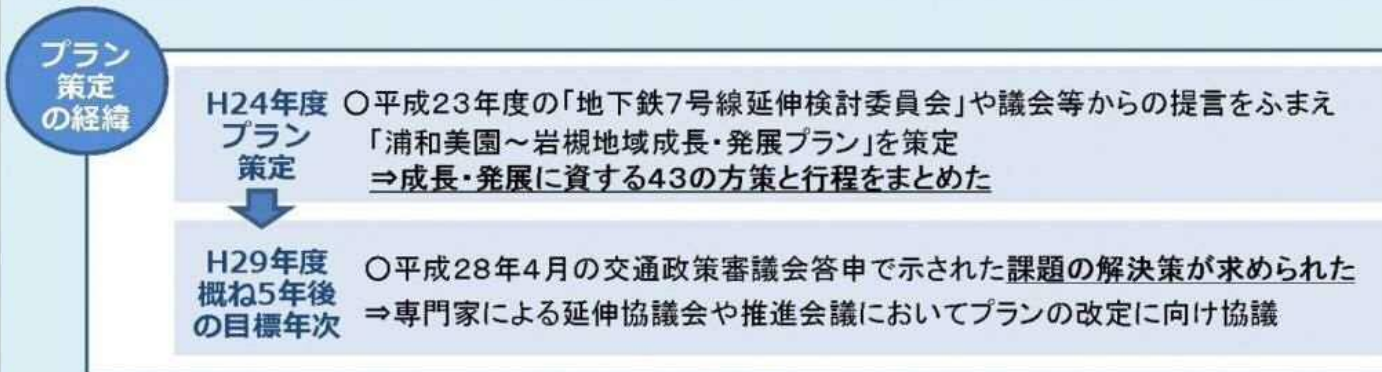 プラン
策定
の経緯
H24年度
プラン
策定
○平成23年度の「地下鉄7号線延伸検討委員会」や議会等からの提言をふまえ
「浦和美園～岩槻地域成長・発展プラン」を策定
⇒成長・発展に資する43の方策と行程をまとめた
H29年度
概ね5年後
の目標年次
○平成28年4月の交通政策審議会答申で示された課題の解決策が求められた
⇒専門家による延伸協議会や推進会議においてプランの改定に向け協議